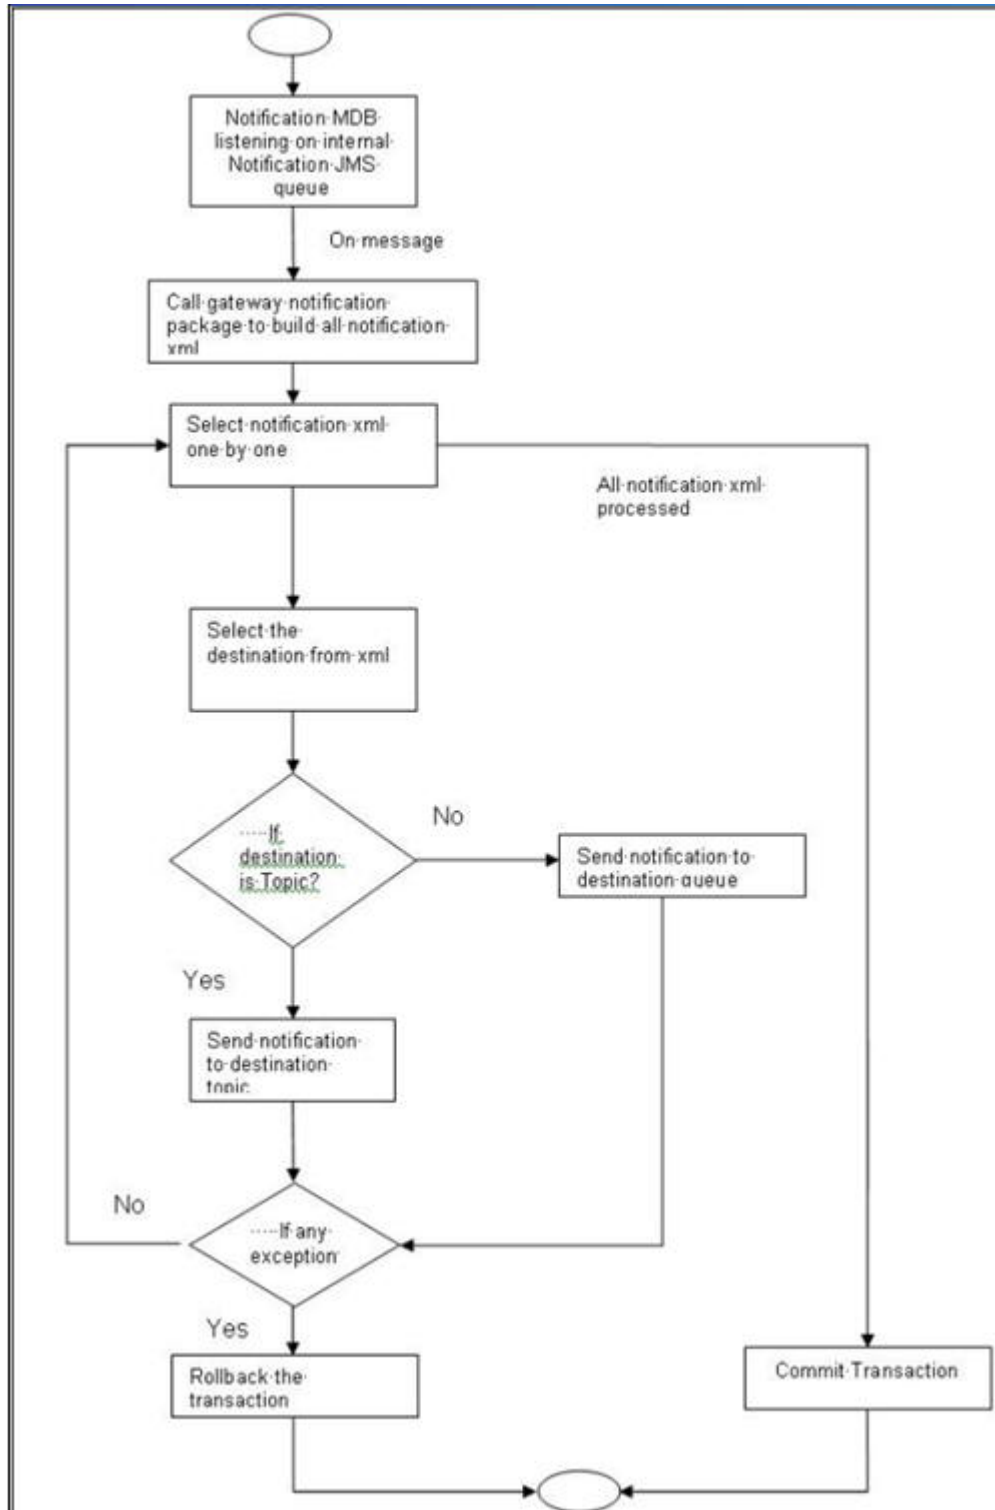 Notification MDB
listening on internal
Notification JMS
queue
On message
Call gateway notification
package to build all notification
xml
Select notification xml
one by one
All notification xml
processed
Select the
destination from xml
If
destination
is Topic?
No
Send notification to
destination queue
Yes
Send notification
to destination
topic
No
If any
exception
Yes
Rollback the
transaction
Commit Transaction